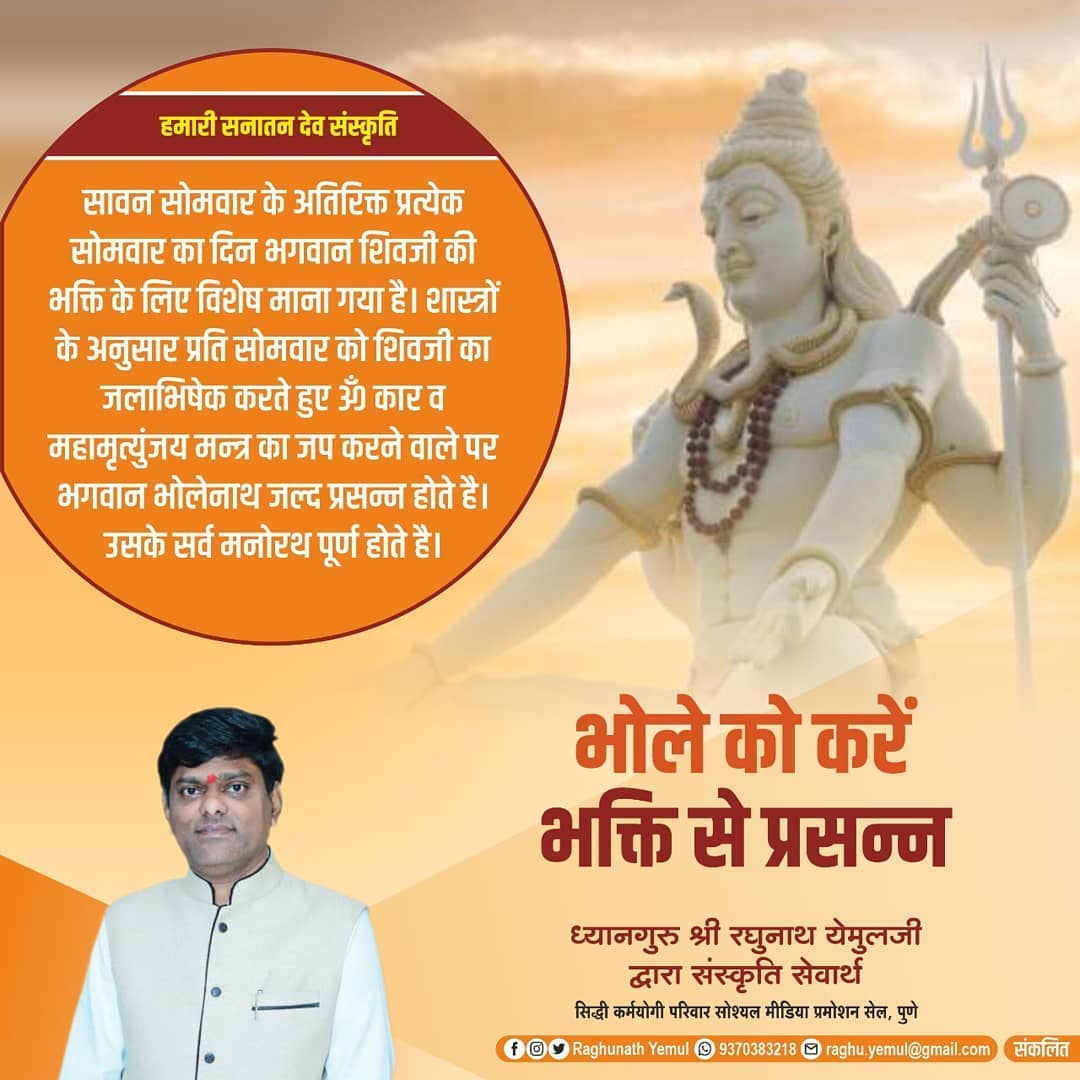 हमारी सनातन देव संस्कृति
सावन सोमवार के अतिरिक्त प्रत्येक
सोमवार का दिन भगवान शिवजी की
भक्ति के लिए विशेष माना गया है। शास्त्रों
के अनुसार प्रति सोमवार को शिवजी का
जलाभिषेक करते हुए ॐ कार व
महामृत्युंजय मन्त्र का जप करने वाले पर
भगवान भोलेनाथ जल्द प्रसन्न होते है।
उसके सर्व मनोरथ पूर्ण होते है।
भोले को करें
भक्ति से प्रसन्न
ध्यानगुरु श्री रघुनाथ येमुलजी
द्वारा संस्कृति सेवार्थ
सिद्धी कर्मयोगी परिवार सोश्यल मीडिया प्रमोशन सेल, पुणे
Raghunath Yemul 9370383218 raghu.yemul@gmail.com संकलित